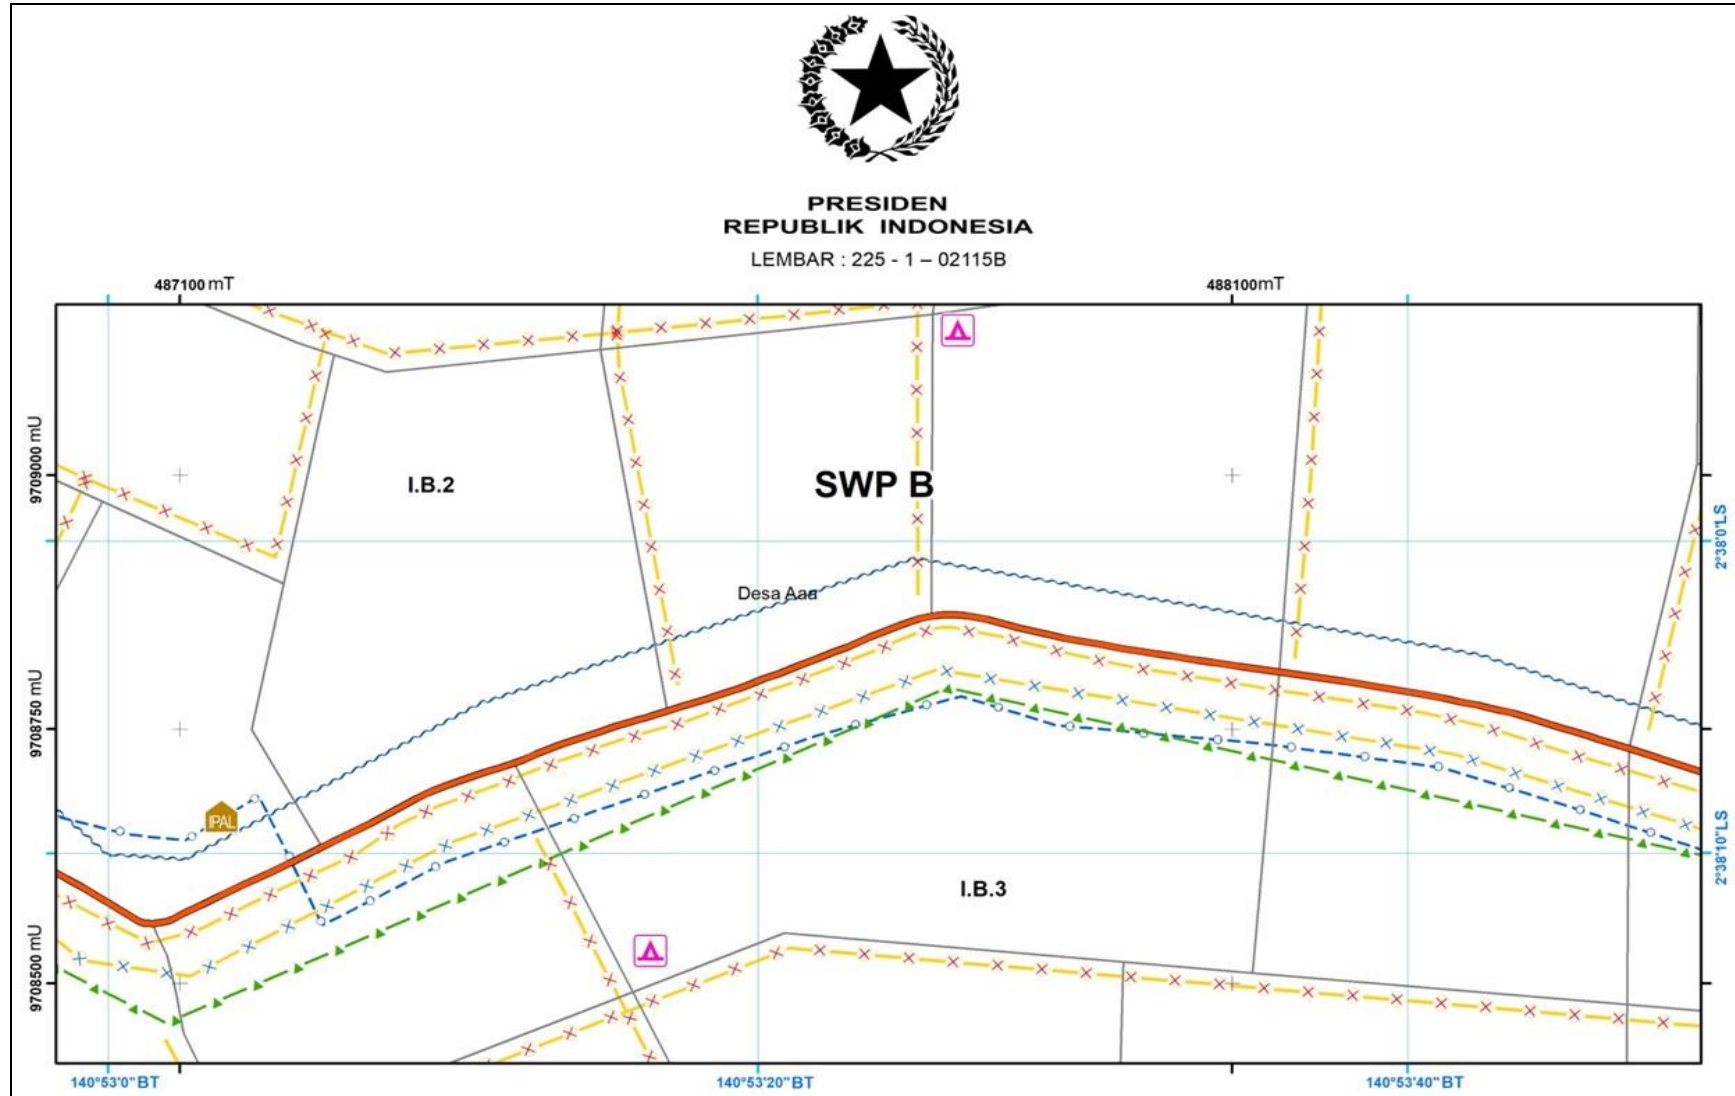 PRESIDEN
REPUBLIK INDONESIA
LEMBAR : 225 - 1 – 02115B
487100 mT
488100mT
9709000 mU
I.B.2
SWP B
2°38'0"LS
Desa Aaa
9708750 mU
IPAL
2°38'10"LS
I.B.3
9708500 mU
140°53'0"BT
140°53'20"BT
140°53'40"BT